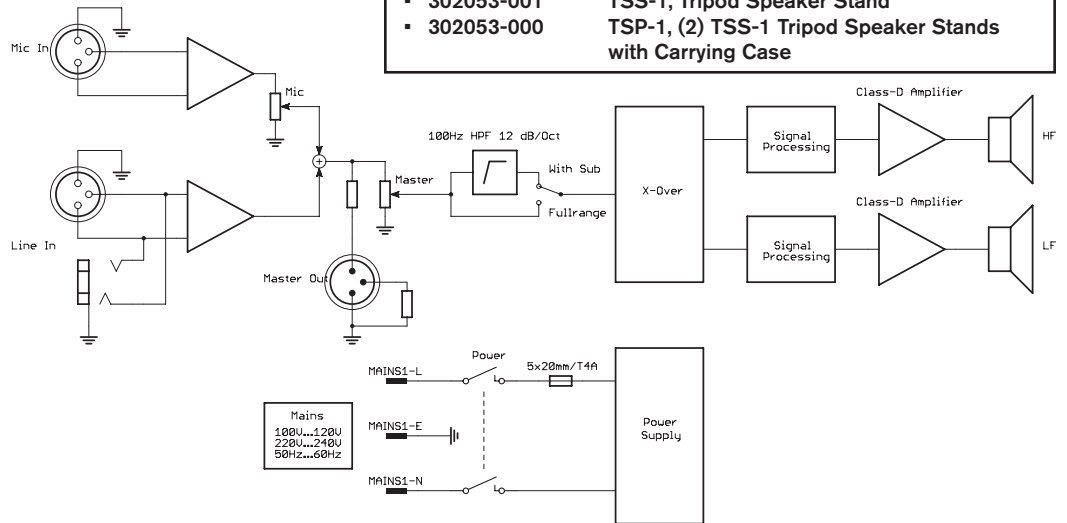 302053-001 TSS-1, Tripod Speaker Stand
▪ 302053-000 TSP-1, (2) TSS-1 Tripod Speaker Stands
with Carrying Case
Mic In
Mic
Line In
Master
Master Out
100Hz HPF 12 dB/Oct
With Sub
Fullrange
X-Over
Signal
Processing
Class-D Amplifier
HF
Signal
Processing
Class-D Amplifier
LF
Mains
100V...120V
220V...240V
50Hz...60Hz
MAINS1-L
MAINS1-E
MAINS1-N
Power
5x20mm/T4A
Power
Supply